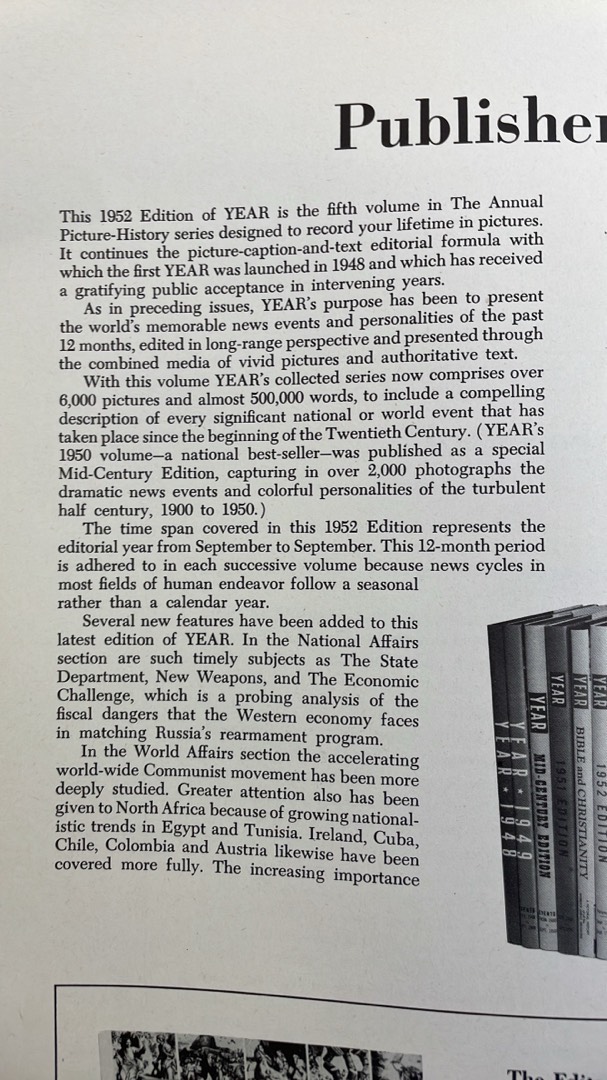 Publisher
This 1952 Edition of YEAR is the fifth volume in The Annual
Picture-History series designed to record your lifetime in pictures.
It continues the picture-caption-and-text editorial formula with
which the first YEAR was launched in 1948 and which has received
a gratifying public acceptance in intervening years.
As in preceding issues, YEAR's purpose has been to present
the world's memorable news events and personalities of the past
12 months, edited in long-range perspective and presented through
the combined media of vivid pictures and authoritative text.
With this volume YEAR's collected series now comprises over
6,000 pictures and almost 500,000 words, to include a compelling
description of every significant national or world event that has
taken place since the beginning of the Twentieth Century. (YEAR's
1950 volume—a national best-seller—was published as a special
Mid-Century Edition, capturing in over 2,000 photographs the
dramatic news events and colorful personalities of the turbulent
half century, 1900 to 1950.)
The time span covered in this 1952 Edition represents the
editorial year from September to September. This 12-month period
is adhered to in each successive volume because news cycles in
most fields of human endeavor follow a seasonal
rather than a calendar year.
Several new features have been added to this
latest edition of YEAR. In the National Affairs
section are such timely subjects as The State
Department, New Weapons, and The Economic
Challenge, which is a probing analysis of the
fiscal dangers that the Western economy faces
in matching Russia's rearmament program.
In the World Affairs section the accelerating
world-wide Communist movement has been more
deeply studied. Greater attention also has been
given to North Africa because of growing national-
istic trends in Egypt and Tunisia. Ireland, Cuba,
Chile, Colombia and Austria likewise have been
covered more fully. The increasing importance
YEAR ★ 1948
YEAR ★ 1949
YEAR MID-CENTURY EDITION
YEAR 1951 EDITION
YEAR BIBLE and CHRISTIANITY
YEAR 1952 EDITION
The